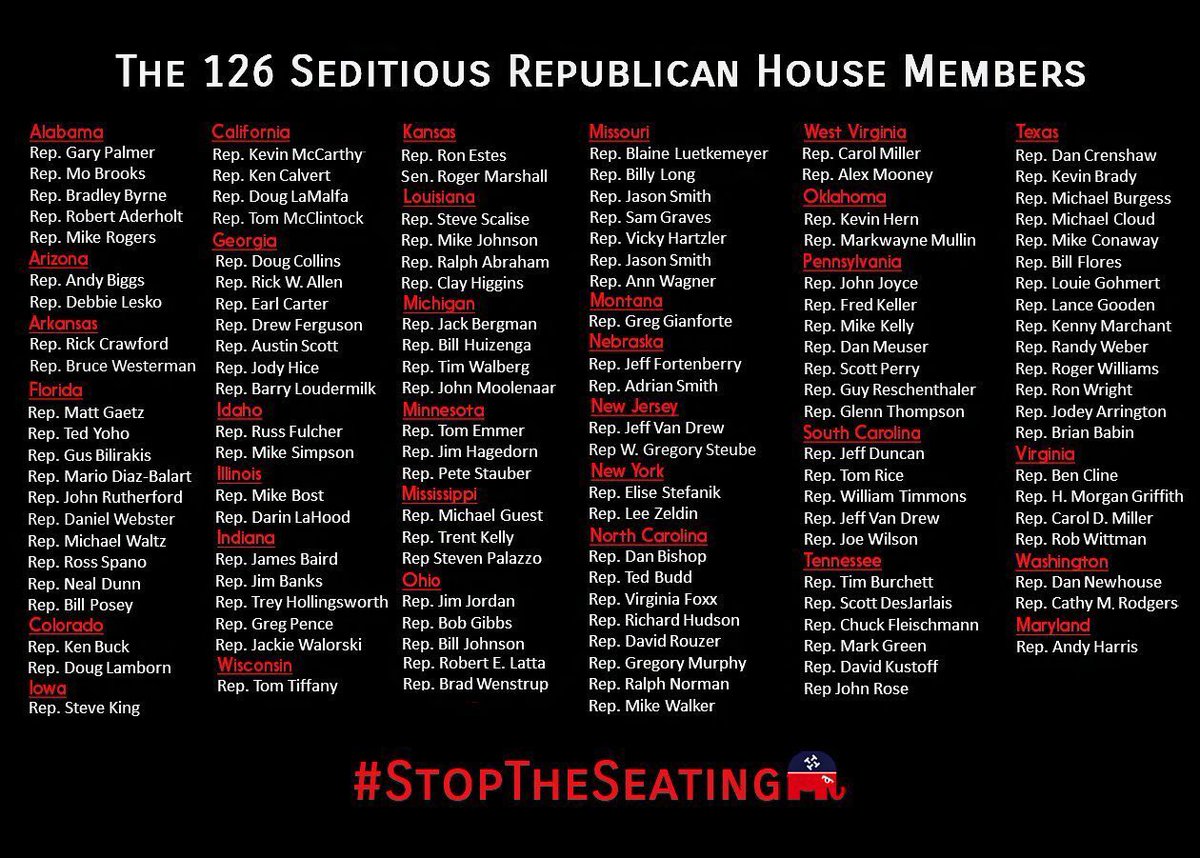 The 126 Seditious Republican House Members
Alabama
Rep. Gary Palmer
Rep. Mo Brooks
Rep. Bradley Byrne
Rep. Robert Aderholt
Rep. Mike Rogers
Arizona
Rep. Andy Biggs
Rep. Debbie Lesko
Arkansas
Rep. Rick Crawford
Rep. Bruce Westerman
Florida
Rep. Matt Gaetz
Rep. Ted Yoho
Rep. Gus Bilirakis
Rep. Mario Diaz-Balart
Rep. John Rutherford
Rep. Daniel Webster
Rep. Michael Waltz
Rep. Ross Spano
Rep. Neal Dunn
Rep. Bill Posey
Colorado
Rep. Ken Buck
Rep. Doug Lamborn
Iowa
Rep. Steve King
California
Rep. Kevin McCarthy
Rep. Ken Calvert
Rep. Doug LaMalfa
Rep. Tom McClintock
Georgia
Rep. Doug Collins
Rep. Rick W. Allen
Rep. Earl Carter
Rep. Drew Ferguson
Rep. Austin Scott
Rep. Jody Hice
Rep. Barry Loudermilk
Idaho
Rep. Russ Fulcher
Rep. Mike Simpson
Illinois
Rep. Mike Bost
Rep. Darin LaHood
Indiana
Rep. James Baird
Rep. Jim Banks
Rep. Trey Hollingsworth
Rep. Greg Pence
Rep. Jackie Walorski
Wisconsin
Rep. Tom Tiffany
Kansas
Rep. Ron Estes
Sen. Roger Marshall
Louisiana
Rep. Steve Scalise
Rep. Mike Johnson
Rep. Ralph Abraham
Rep. Clay Higgins
Michigan
Rep. Jack Bergman
Rep. Bill Huizenga
Rep. Tim Walberg
Rep. John Moolenaar
Minnesota
Rep. Tom Emmer
Rep. Jim Hagedorn
Rep. Pete Stauber
Mississippi
Rep. Michael Guest
Rep. Trent Kelly
Rep Steven Palazzo
Ohio
Rep. Jim Jordan
Rep. Bob Gibbs
Rep. Bill Johnson
Rep. Robert E. Latta
Rep. Brad Wenstrup
Missouri
Rep. Blaine Luetkemeyer
Rep. Billy Long
Rep. Jason Smith
Rep. Sam Graves
Rep. Vicky Hartzler
Rep. Jason Smith
Rep. Ann Wagner
Montana
Rep. Greg Gianforte
Nebraska
Rep. Jeff Fortenberry
Rep. Adrian Smith
New Jersey
Rep. Jeff Van Drew
Rep W. Gregory Steube
New York
Rep. Elise Stefanik
Rep. Lee Zeldin
North Carolina
Rep. Dan Bishop
Rep. Ted Budd
Rep. Virginia Foxx
Rep. Richard Hudson
Rep. David Rouzer
Rep. Gregory Murphy
Rep. Ralph Norman
Rep. Mike Walker
West Virginia
Rep. Carol Miller
Rep. Alex Mooney
Oklahoma
Rep. Kevin Hern
Rep. Markwayne Mullin
Pennsylvania
Rep. John Joyce
Rep. Fred Keller
Rep. Mike Kelly
Rep. Dan Meuser
Rep. Scott Perry
Rep. Guy Reschenthaler
Rep. Glenn Thompson
South Carolina
Rep. Jeff Duncan
Rep. Tom Rice
Rep. William Timmons
Rep. Jeff Van Drew
Rep. Joe Wilson
Tennessee
Rep. Tim Burchett
Rep. Scott DesJarlais
Rep. Chuck Fleischmann
Rep. Mark Green
Rep. David Kustoff
Rep John Rose
Texas
Rep. Dan Crenshaw
Rep. Kevin Brady
Rep. Michael Burgess
Rep. Michael Cloud
Rep. Mike Conaway
Rep. Bill Flores
Rep. Louie Gohmert
Rep. Lance Gooden
Rep. Kenny Marchant
Rep. Randy Weber
Rep. Roger Williams
Rep. Ron Wright
Rep. Jodey Arrington
Rep. Brian Babin
Virginia
Rep. Ben Cline
Rep. H. Morgan Griffith
Rep. Carol D. Miller
Rep. Rob Wittman
Washington
Rep. Dan Newhouse
Rep. Cathy M. Rodgers
Maryland
Rep. Andy Harris
#StopTheSeating